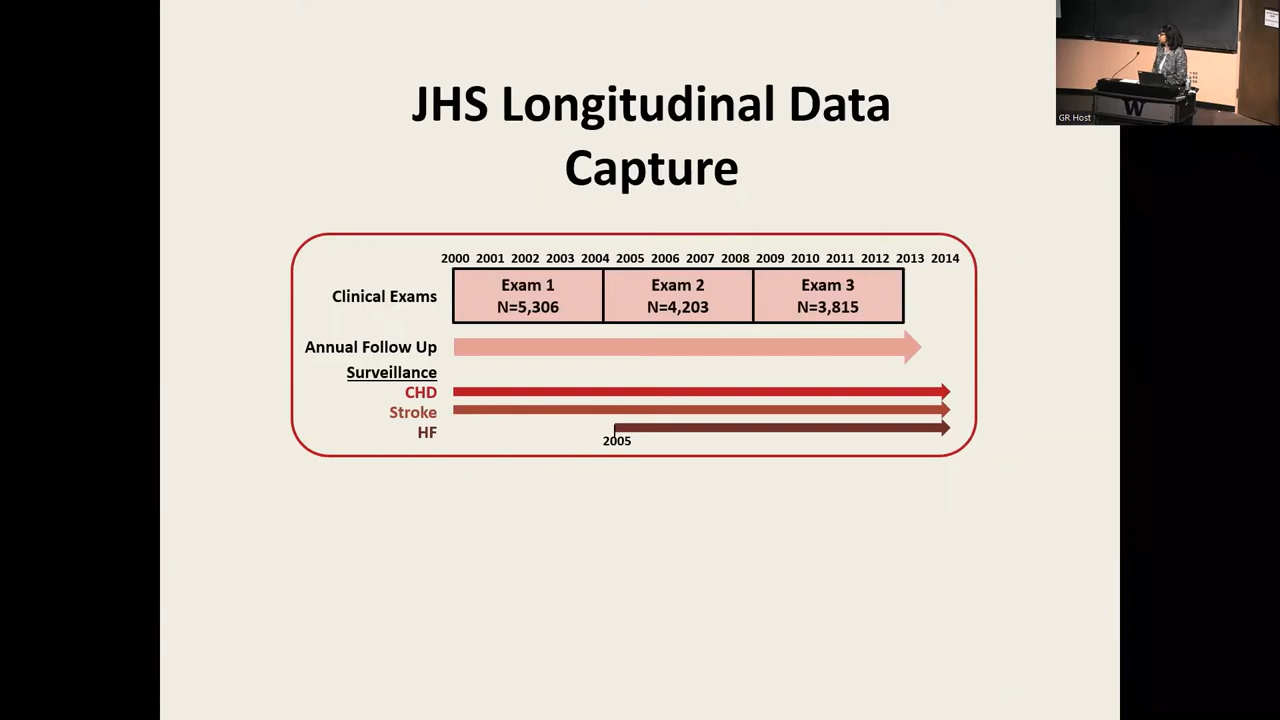 JHS Longitudinal Data
Capture
2000 2001 2002 2003 2004 2005 2006 2007 2008 2009 2010 2011 2012 2013 2014
Clinical Exams
Exam 1
N=5,306
Exam 2
N=4,203
Exam 3
N=3,815
Annual Follow Up
Surveillance
CHD
Stroke
HF
2005
GR Host
W